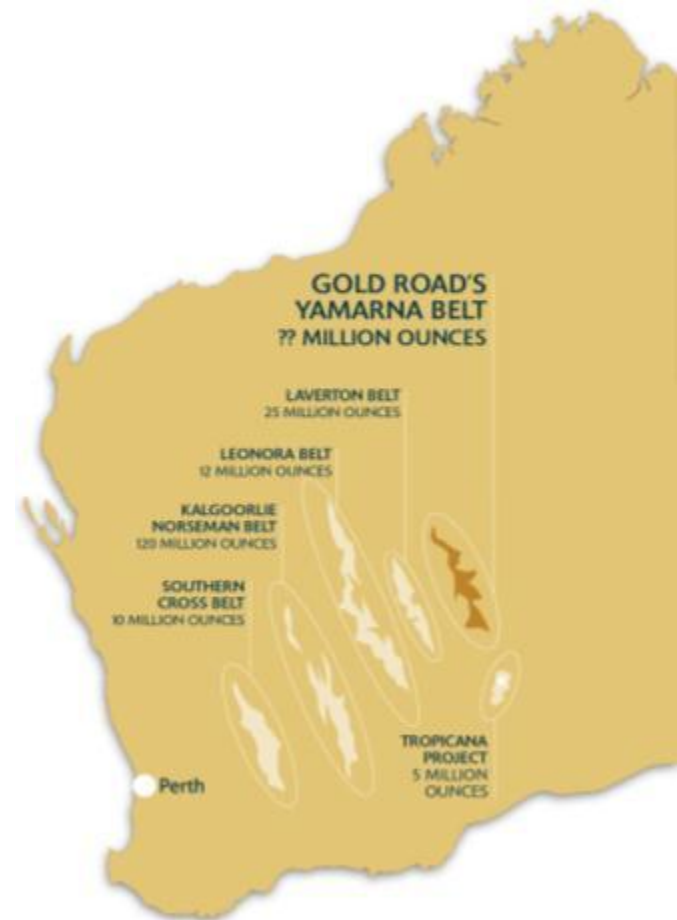 GOLD ROAD'S
YAMARNA BELT
?? MILLION OUNCES
LAVERTON BELT
25 MILLION OUNCES
LEONORA BELT
12 MILLION OUNCES
KALGOORLIE
NORSEMAN BELT
120 MILLION OUNCES
SOUTHERN
CROSS BELT
10 MILLION OUNCES
TROPICANA
PROJECT
5 MILLION
OUNCES
Perth